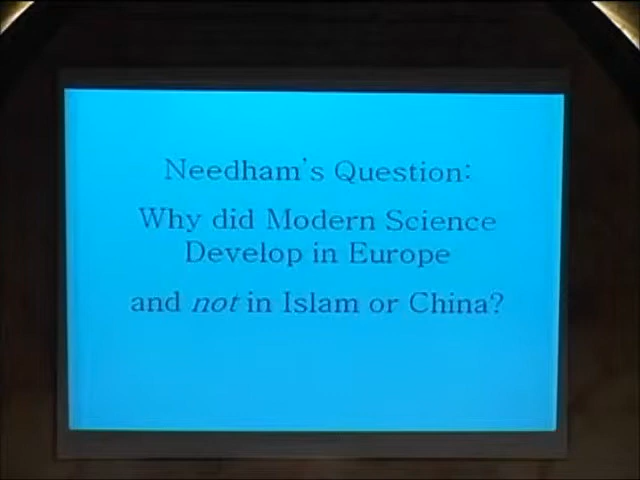 Needham's Question:
Why did Modern Science
Develop in Europe
and not in Islam or China?